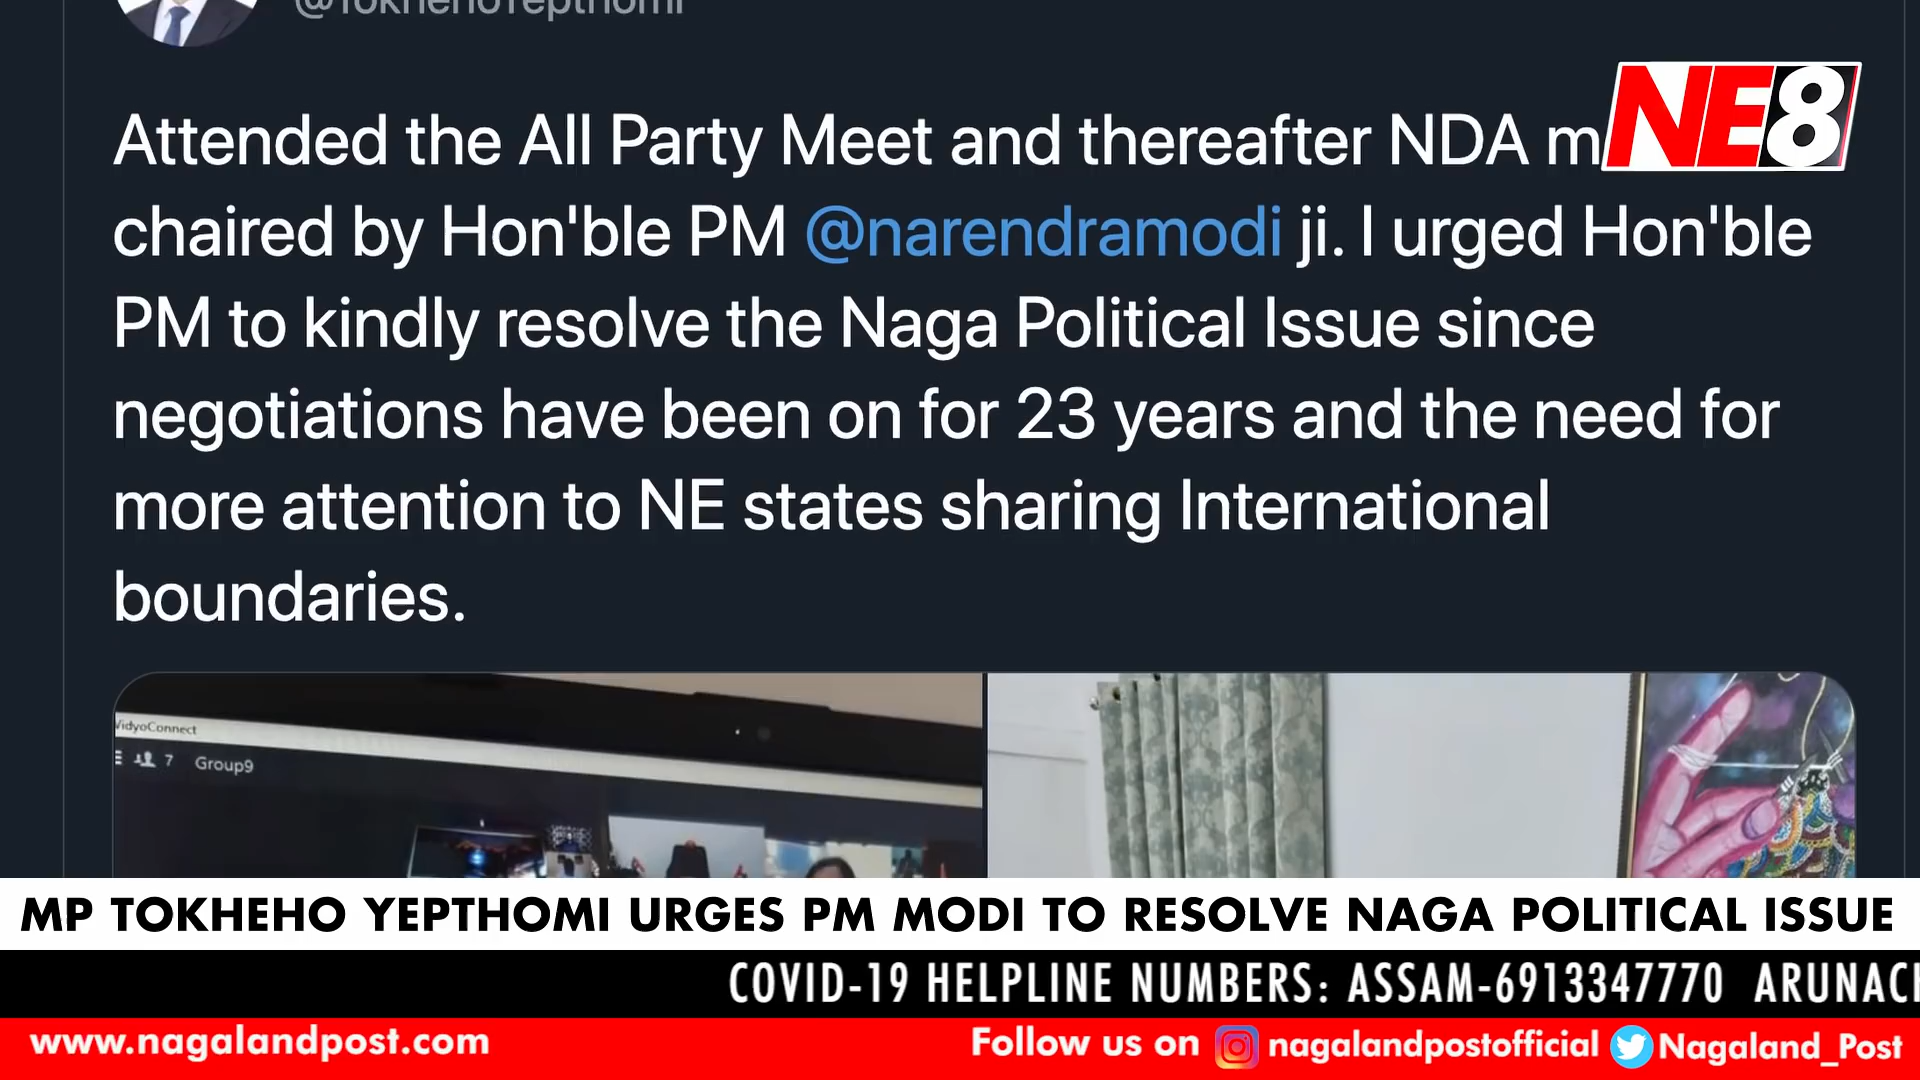 @TokhehoYepthomi
Attended the All Party Meet and thereafter NDA m
NE8
chaired by Hon'ble PM @narendramodi ji. I urged Hon'ble
PM to kindly resolve the Naga Political Issue since
negotiations have been on for 23 years and the need for
more attention to NE states sharing International
boundaries.
VidyoConnect
7 Group9
MP TOKHEHO YEPTHOMI URGES PM MODI TO RESOLVE NAGA POLITICAL ISSUE
COVID-19 HELPLINE NUMBERS: ASSAM-6913347770 ARUNACH
www.nagalandpost.com Follow us on nagalandpostofficial Nagaland_Post